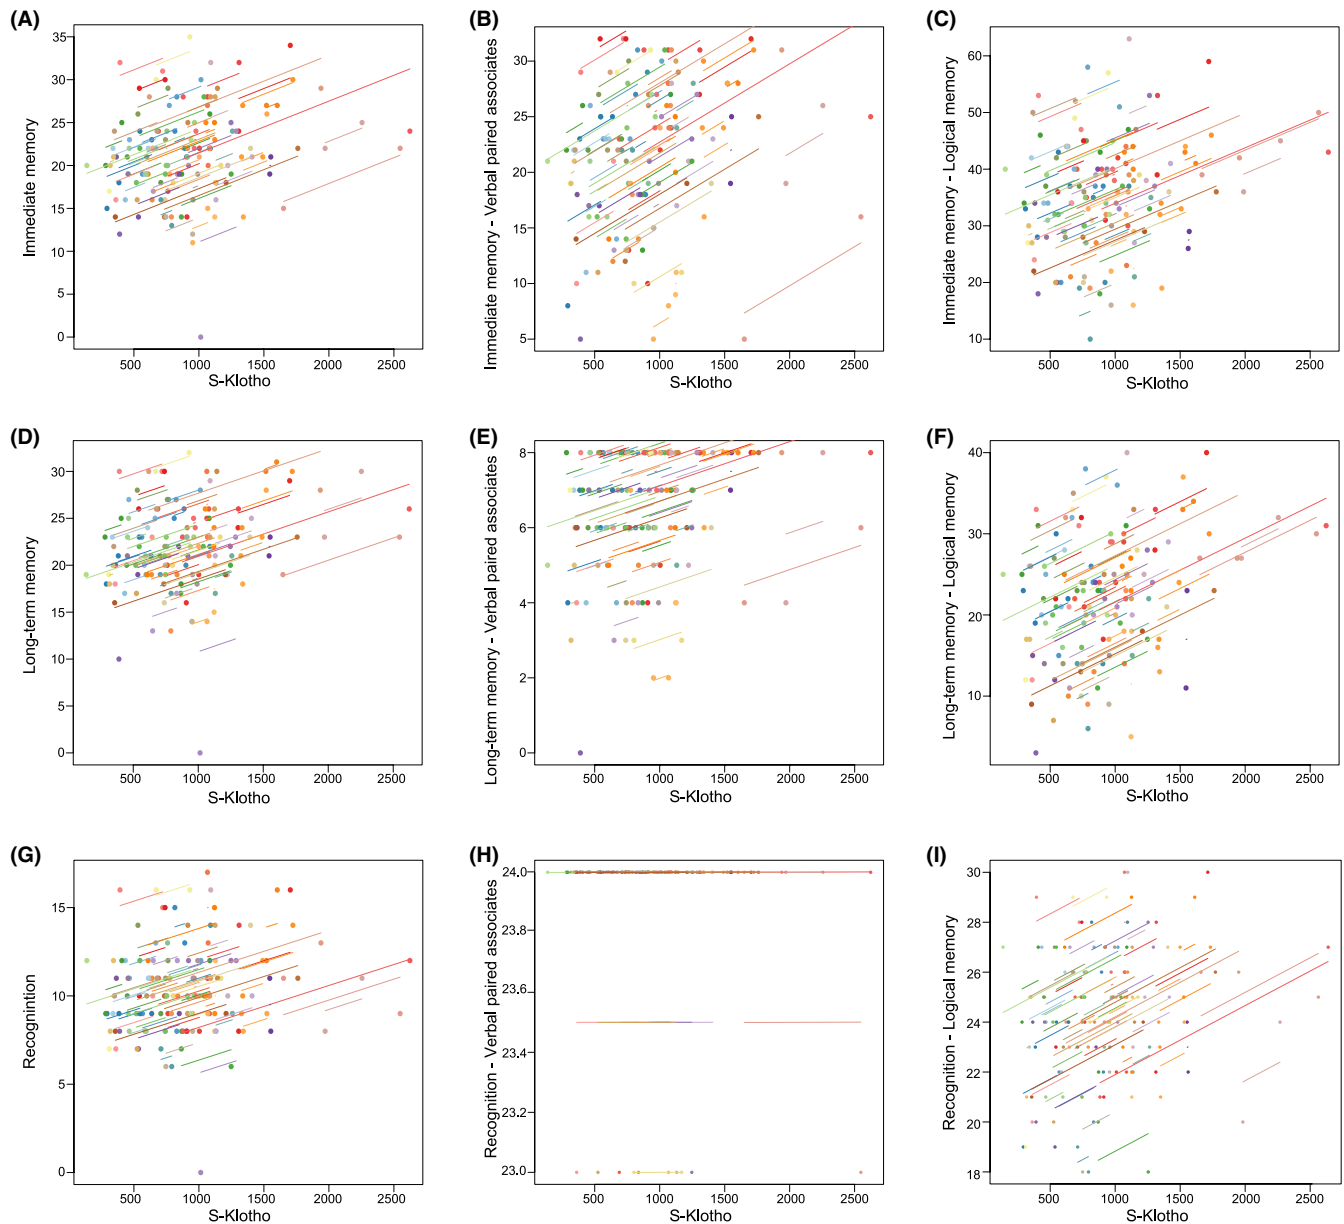 (A)
Immediate memory
35
30
25
20
15
10
5
0
500 1000 1500 2000 2500
S-Klotho
(B)
Immediate memory - Verbal paired associates
30
25
20
15
10
5
500 1000 1500 2000 2500
S-Klotho
(C)
Immediate memory - Logical memory
60
50
40
30
20
10
500 1000 1500 2000 2500
S-Klotho
(D)
Long-term memory
30
25
20
15
10
5
0
500 1000 1500 2000 2500
S-Klotho
(E)
Long-term memory - Verbal paired associates
8
6
4
2
0
500 1000 1500 2000 2500
S-Klotho
(F)
Long-term memory - Logical memory
40
30
20
10
500 1000 1500 2000 2500
S-Klotho
(G)
Recognintion
15
10
5
0
500 1000 1500 2000 2500
S-Klotho
(H)
Recognition - Verbal paired associates
24.0
23.8
23.6
23.4
23.2
23.0
500 1000 1500 2000 2500
S-Klotho
(I)
Recognition - Logical memory
30
28
26
24
22
20
18
500 1000 1500 2000 2500
S-Klotho